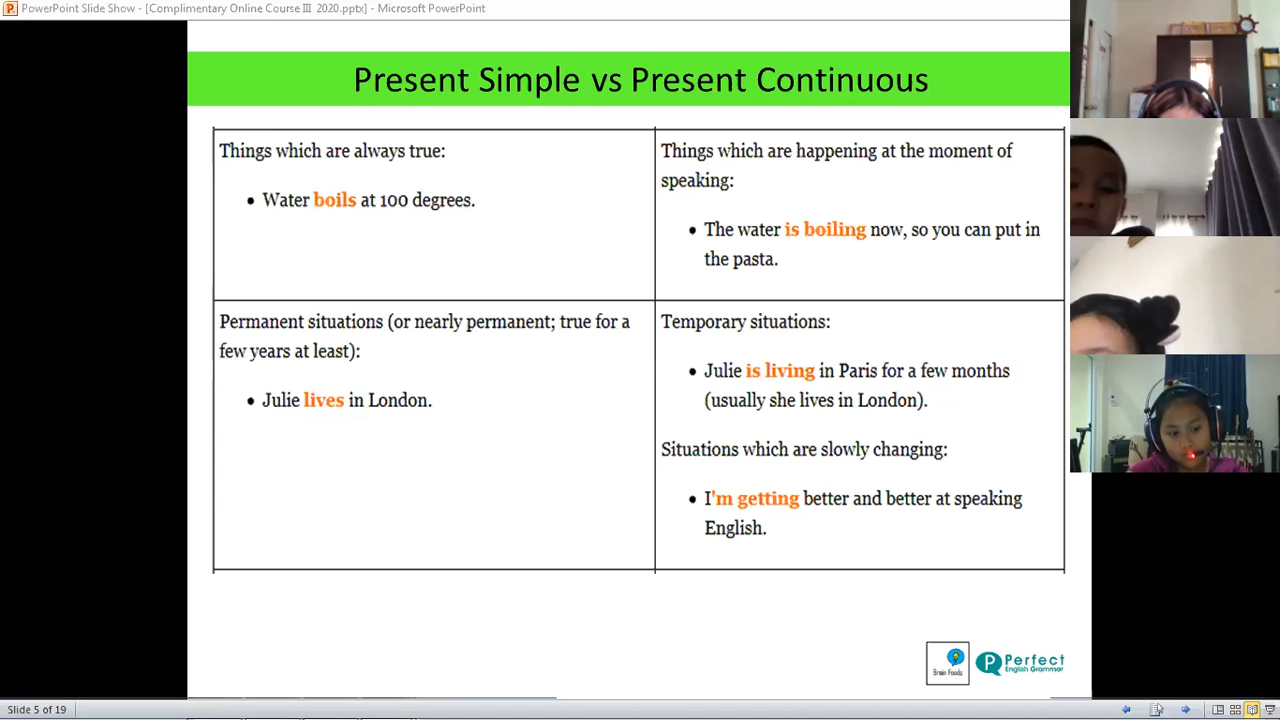 PowerPoint Slide Show - [Complimentary Online Course III 2020.pptx] - Microsoft PowerPoint
Present Simple vs Present Continuous
Things which are always true:
• Water boils at 100 degrees.
Things which are happening at the moment of
speaking:
• The water is boiling now, so you can put in
the pasta.
Permanent situations (or nearly permanent; true for a
few years at least):
• Julie lives in London.
Temporary situations:
• Julie is living in Paris for a few months
(usually she lives in London).
Situations which are slowly changing:
• I'm getting better and better at speaking
English.
Brain Foods
Perfect
English Grammar
Slide 5 of 19